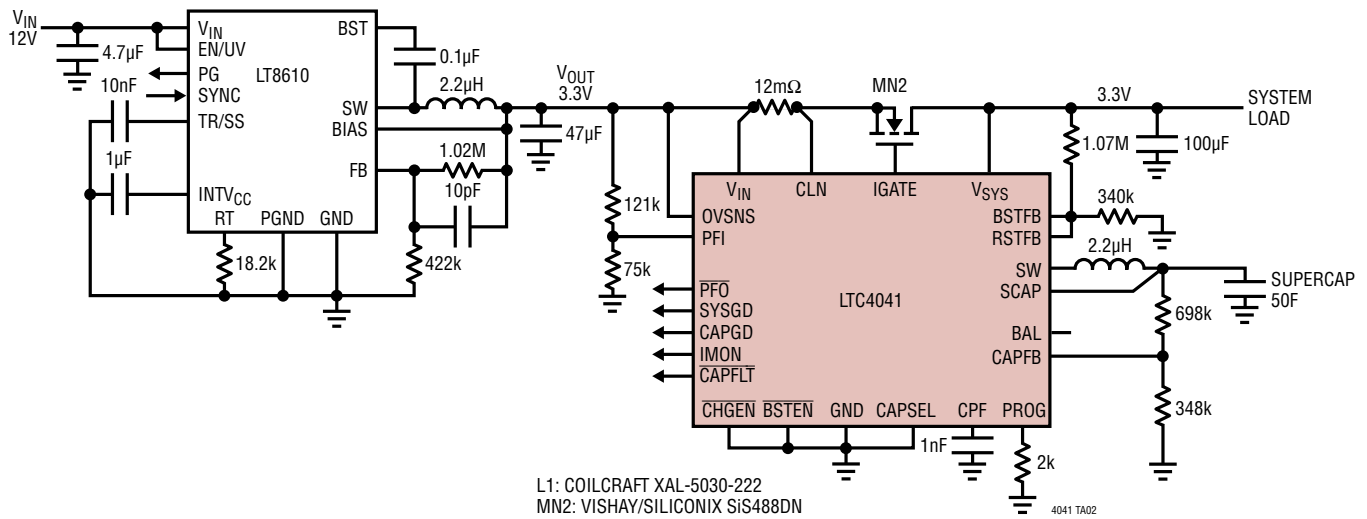 VIN
12V
4.7µF
VIN
EN/UV
PG
SYNC
TR/SS
INTVCC
LT8610
BST
SW
BIAS
FB
RT
PGND
GND
10nF
1µF
18.2k
0.1µF
2.2µH
1.02M
10pF
422k
VOUT
3.3V
47µF
121k
75k
12mΩ
MN2
3.3V
SYSTEM
LOAD
1.07M
100µF
340k
VIN
CLN
IGATE
VSYS
OVSNS
PFI
PFO
SYSGD
CAPGD
IMON
CAPFLT
LTC4041
BSTFB
RSTFB
SW
SCAP
BAL
CAPFB
CHGEN
BSTEN
GND
CAPSEL
CPF
PROG
2.2µH
SUPERCAP
50F
698k
348k
1nF
2k
L1: COILCRAFT XAL-5030-222
MN2: VISHAY/SILICONIX SiS488DN
4041 TA02